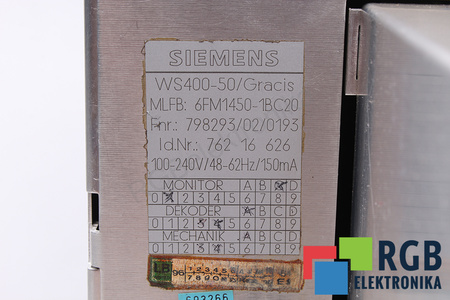 SIEMENS
WS400-50/Gracis
MLFB: 6FM1450-1BC20
Fnr.: 798293/02/0193
Id.Nr.: 762 16 626
100-240V/48-62Hz/150mA
MONITOR A B C D
0 1 2 3 4 5 6 7 8 9
DEKODER A B C D
0 1 2 3 4 5 6 7 8 9
MECHANIK A B C D
0 1 2 3 4 5 6 7 8 9
RGB
ELEKTRONIKA